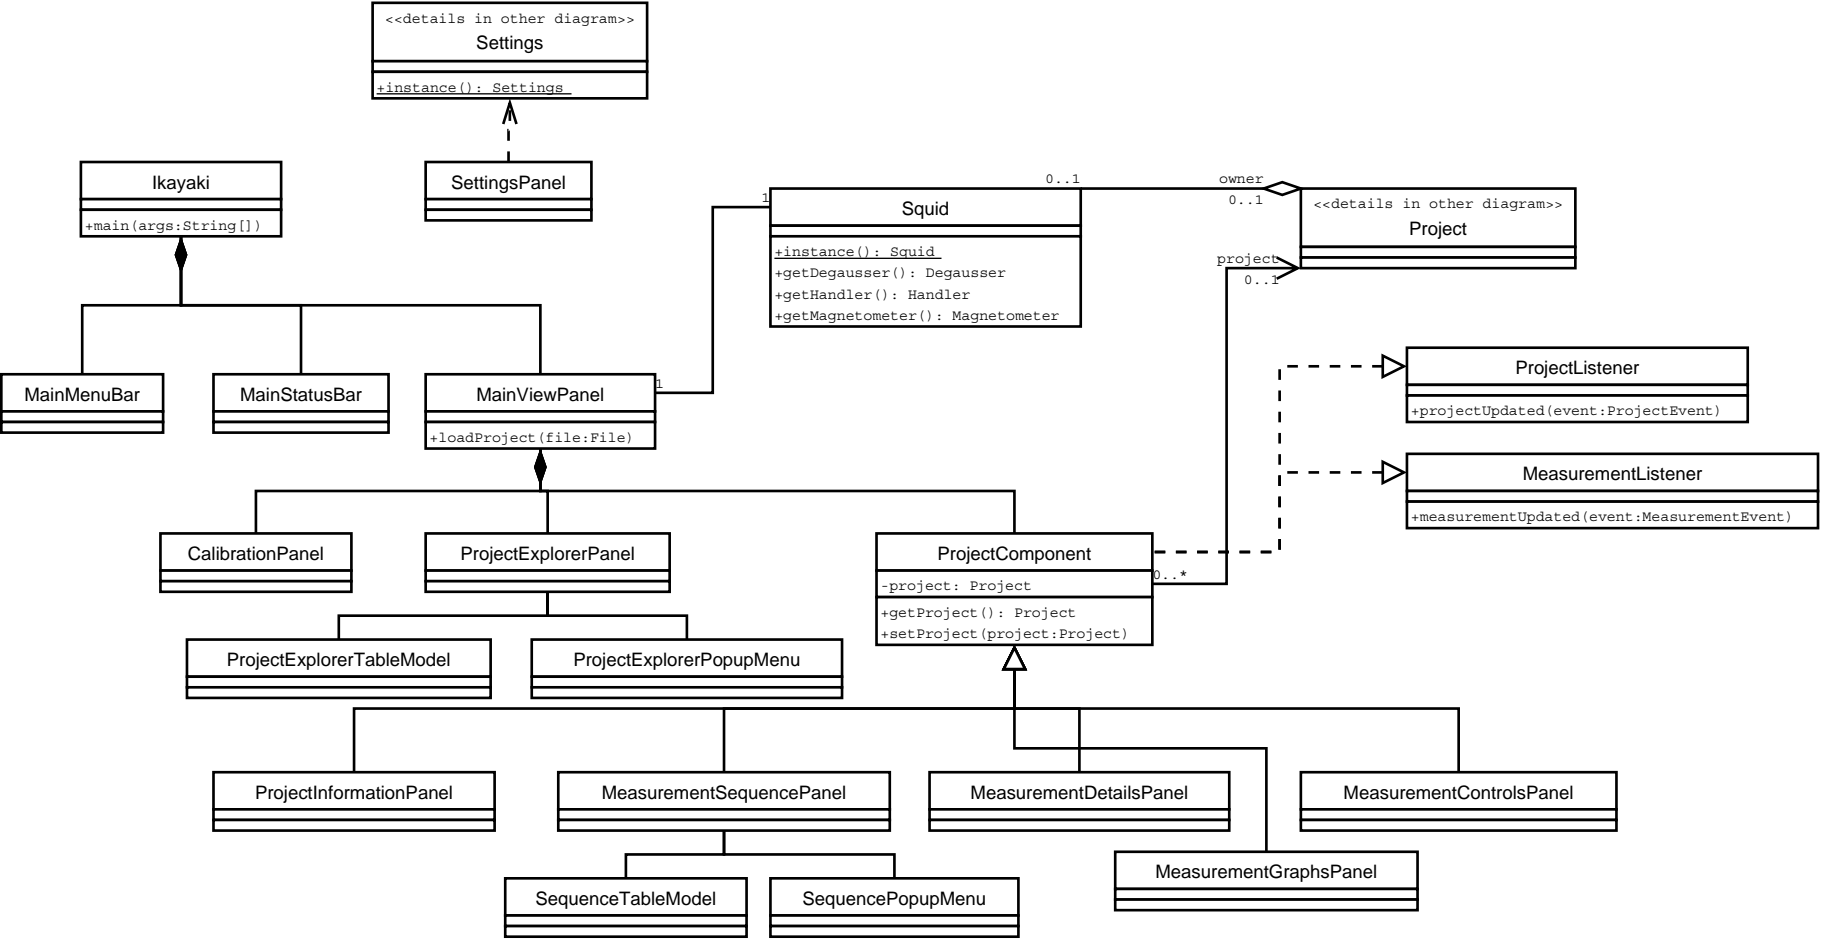 <<details in other diagram>>
Settings
+instance(): Settings
Ikayaki
+main(args:String[])
SettingsPanel
1
Squid
+instance(): Squid
+getDegausser(): Degausser
+getHandler(): Handler
+getMagnetometer(): Magnetometer
0..1
owner
0..1
<<details in other diagram>>
Project
project
0..1
MainMenuBar
MainStatusBar
MainViewPanel
+loadProject(file:File)
1
ProjectListener
+projectUpdated(event:ProjectEvent)
MeasurementListener
+measurementUpdated(event:MeasurementEvent)
CalibrationPanel
ProjectExplorerPanel
ProjectComponent
-project: Project
+getProject(): Project
+setProject(project:Project)
0..*
ProjectExplorerTableModel
ProjectExplorerPopupMenu
ProjectInformationPanel
MeasurementSequencePanel
MeasurementDetailsPanel
MeasurementControlsPanel
MeasurementGraphsPanel
SequenceTableModel
SequencePopupMenu